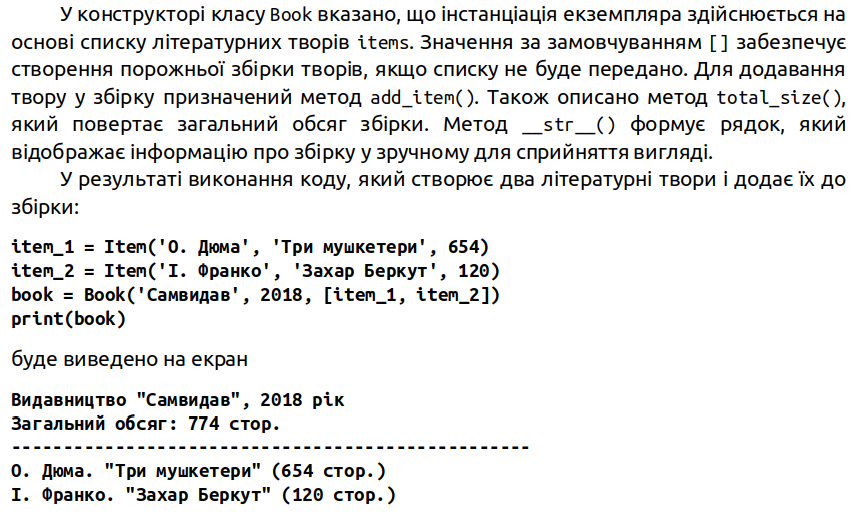 У конструкторі класу Book вказано, що інстанціація екземпляра здійснюється на
основі списку літературних творів items. Значення за замовчуванням [] забезпечує
створення порожньої збірки творів, якщо списку не буде передано. Для додавання
твору у збірку призначений метод add_item(). Також описано метод total_size(),
який повертає загальний обсяг збірки. Метод __str__() формує рядок, який
відображає інформацію про збірку у зручному для сприйняття вигляді.
У результаті виконання коду, який створює два літературні твори і додає їх до
збірки:
item_1 = Item('О. Дюма', 'Три мушкетери', 654)
item_2 = Item('І. Франко', 'Захар Беркут', 120)
book = Book('Самвидав', 2018, [item_1, item_2])
print(book)
буде виведено на екран
Видавництво "Самвидав", 2018 рік
Загальний обсяг: 774 стор.
--------------------------------------------------
О. Дюма. "Три мушкетери" (654 стор.)
І. Франко. "Захар Беркут" (120 стор.)